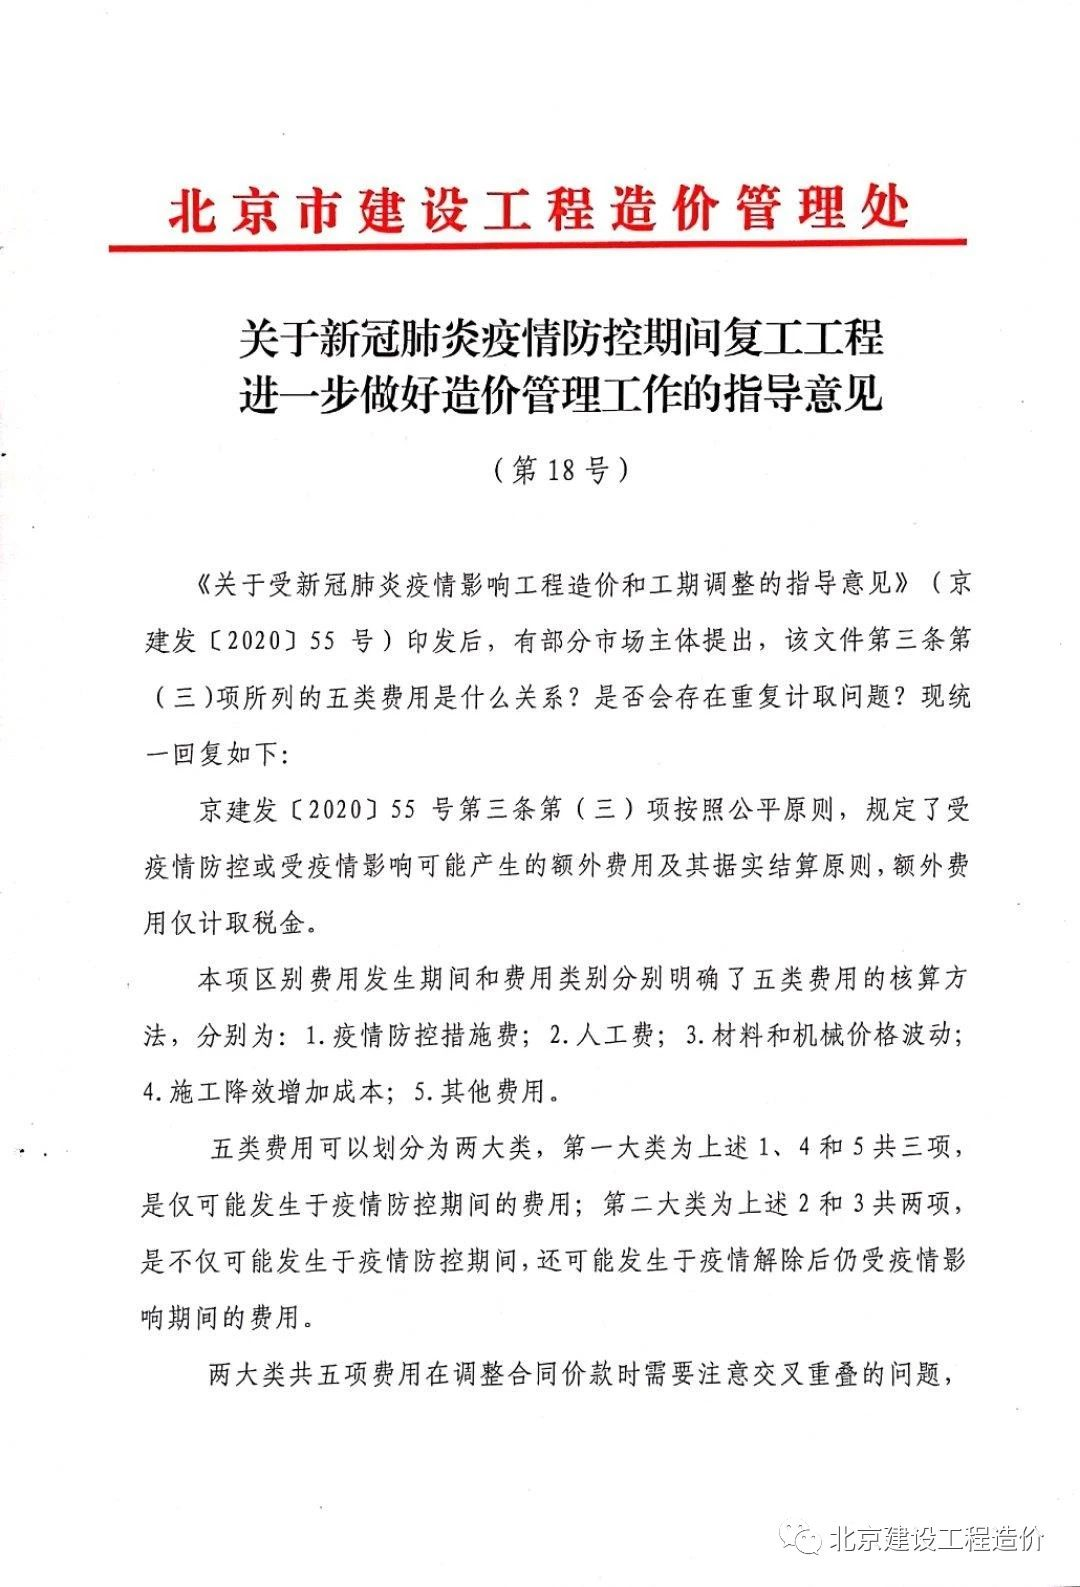 北京市建设工程造价管理处
关于新冠肺炎疫情防控期间复工工程
进一步做好造价管理工作的指导意见
（第18号）
《关于受新冠肺炎疫情影响工程造价和工期调整的指导意见》（京
建发〔2020〕55 号）印发后，有部分市场主体提出，该文件第三条第
（三）项所列的五类费用是什么关系？是否会存在重复计取问题？现统
一回复如下：
京建发〔2020〕55 号第三条第（三）项按照公平原则，规定了受
疫情防控或受疫情影响可能产生的额外费用及其据实结算原则，额外费
用仅计取税金。
本项区别费用发生期间和费用类别分别明确了五类费用的核算方
法，分别为：1.疫情防控措施费；2.人工费；3.材料和机械价格波动；
4.施工降效增加成本；5.其他费用。
五类费用可以划分为两大类，第一大类为上述 1、4 和 5 共三项，
是仅可能发生于疫情防控期间的费用；第二大类为上述 2 和 3 共两项，
是不仅可能发生于疫情防控期间，还可能发生于疫情解除后仍受疫情影
响期间的费用。
两大类共五项费用在调整合同价款时需要注意交叉重叠的问题，
北京建设工程造价